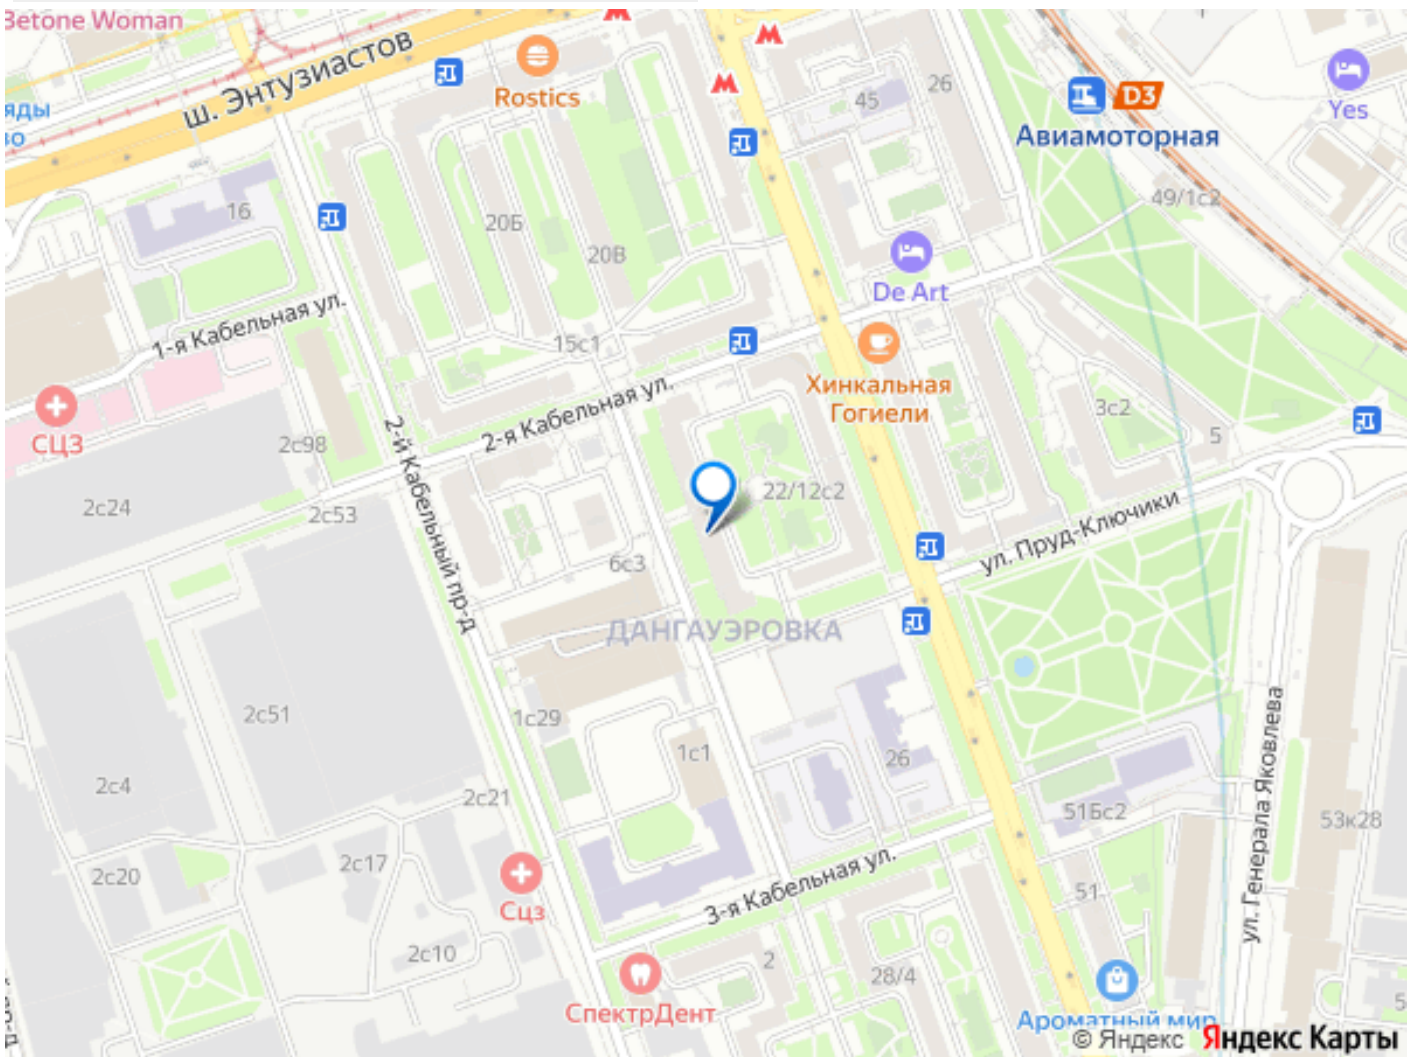 Betone Woman
ш. Энтузиастов
Rostics
26
45
D3
Yes
Авиамоторная
16
20Б
20В
49/1с2
De Art
1-я Кабельная ул.
15с1
Хинкальная
Гогиели
2-я Кабельная ул.
3с2
5
СЦЗ
2с98
2-й Кабельный пр-д
22/12с2
2с24
2с53
ул. Пруд-Ключики
6с3
ДАНГАУЭРОВКА
2с51
1с29
1с1
26
ул. Генерала Яковлева
2с4
2с21
51Бс2
53к28
2с17
2с20
3-я Кабельная ул.
Сцз
51
2с10
2
28/4
СпектрДент
Ароматный мир
© Яндекс Яндекс Карты